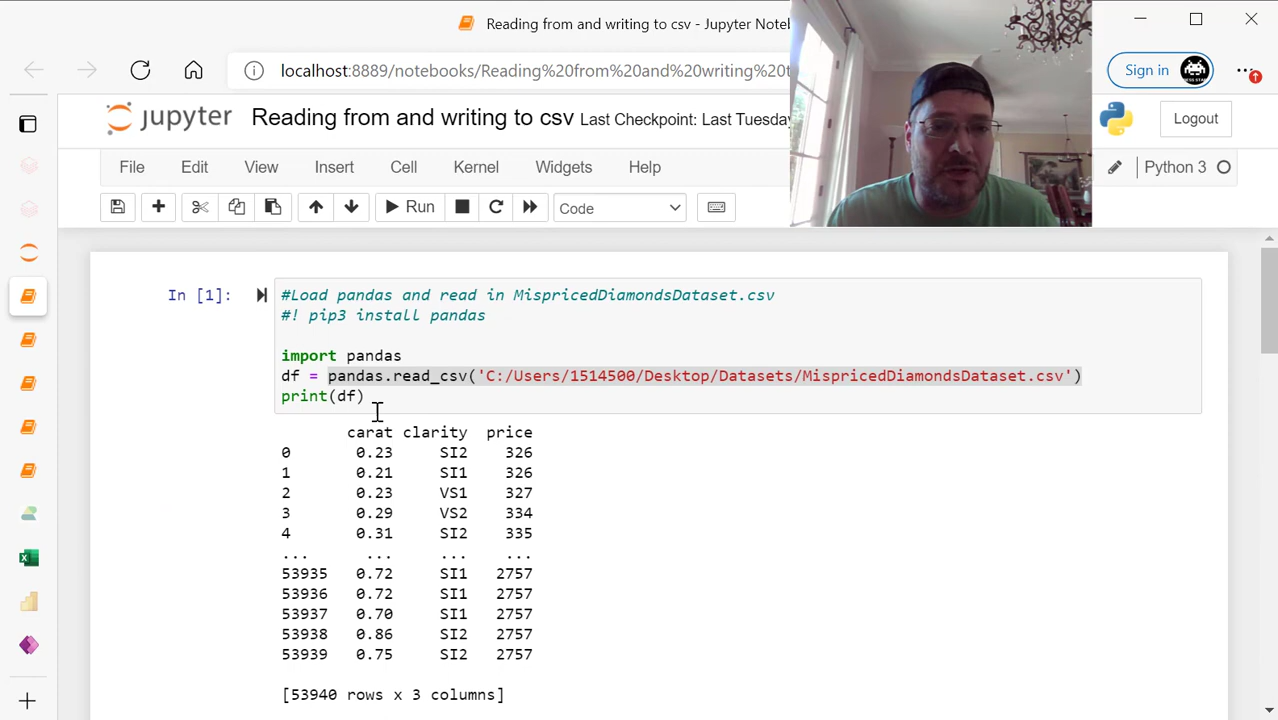 Reading from and writing to csv - Jupyter Notebo
localhost:8889/notebooks/Reading%20from%20and%20writing%20t
Sign in
jupyter
Reading from and writing to csv
Last Checkpoint: Last Tuesday
Logout
File Edit View Insert Cell Kernel Widgets Help
Python 3
Run
Code
In [1]:
#Load pandas and read in MispricedDiamondsDataset.csv
#! pip3 install pandas
import pandas
df = pandas.read_csv('C:/Users/1514500/Desktop/Datasets/MispricedDiamondsDataset.csv')
print(df)
carat clarity price
0 0.23 SI2 326
1 0.21 SI1 326
2 0.23 VS1 327
3 0.29 VS2 334
4 0.31 SI2 335
... ... ... ...
53935 0.72 SI1 2757
53936 0.72 SI1 2757
53937 0.70 SI1 2757
53938 0.86 SI2 2757
53939 0.75 SI2 2757
[53940 rows x 3 columns]